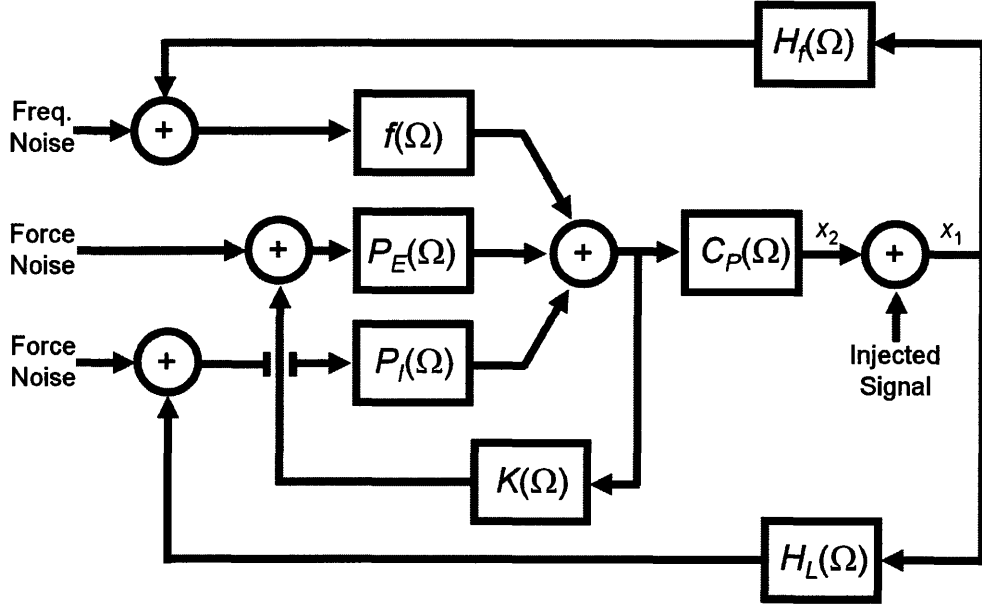 H_f(Ω)
Freq.
Noise
+
f(Ω)
Force
Noise
+
P_E(Ω)
+
C_P(Ω)
x_2
+
x_1
Force
Noise
+
P_I(Ω)
Injected
Signal
K(Ω)
H_L(Ω)